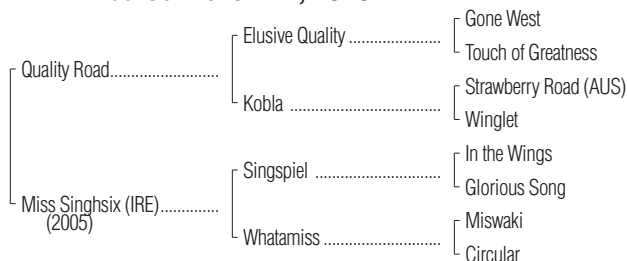 Gone West
Elusive Quality ......................
Touch of Greatness
Quality Road..........................
Strawberry Road (AUS)
Kobla ................................
Winglet
In the Wings
Singspiel ............................
Glorious Song
Miss Singhsix (IRE)..............
(2005)
Miswaki
Whatamiss ............................
Circular